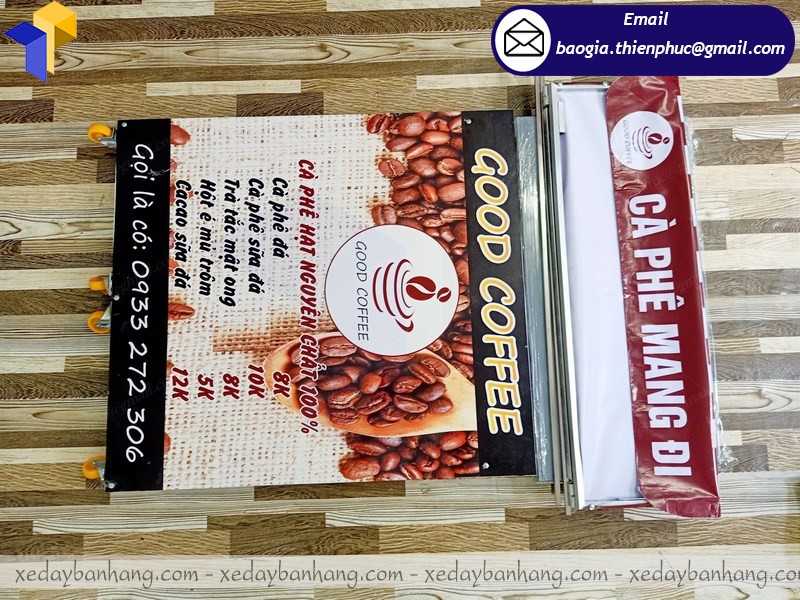 Email
baogia.thienphuc@gmail.com
CÀ PHÊ MANG ĐI
GOOD COFFEE
GOOD COFFEE
GOOD COFFEE
CÀ PHÊ HẠT NGUYÊN CHẤT 100%
Cà phê đá 8K
Cà phê sữa đá 10K
Trà tắc mật ong 8K
Hột é mủ trôm 5K
Cacao sữa đá 12K
Gọi là có: 0933 272 306
xedaybanhang.com - xedaybanhang.com - xedaybanhang.com - xedaybanhang.com